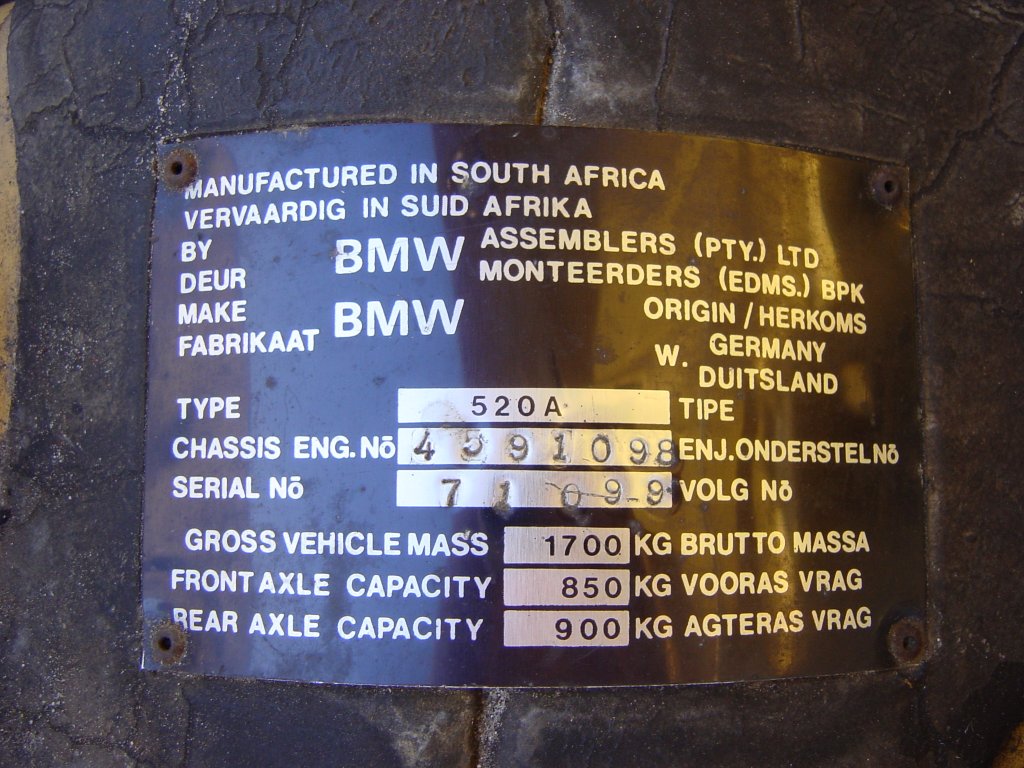 MANUFACTURED IN SOUTH AFRICA
VERVAARDIG IN SUID AFRIKA
BY
DEUR
BMW
ASSEMBLERS (PTY.) LTD
MONTEERDERS (EDMS.) BPK
MAKE
FABRIKAAT
BMW
ORIGIN/HERKOMS
W. GERMANY
DUITSLAND
TYPE 520A TIPE
CHASSIS ENG.Nō 4391098 ENJ.ONDERSTEL Nō
SERIAL Nō 71099 VOLG Nō
GROSS VEHICLE MASS 1700 KG BRUTTO MASSA
FRONT AXLE CAPACITY 850 KG VOORAS VRAG
REAR AXLE CAPACITY 900 KG AGTERAS VRAG